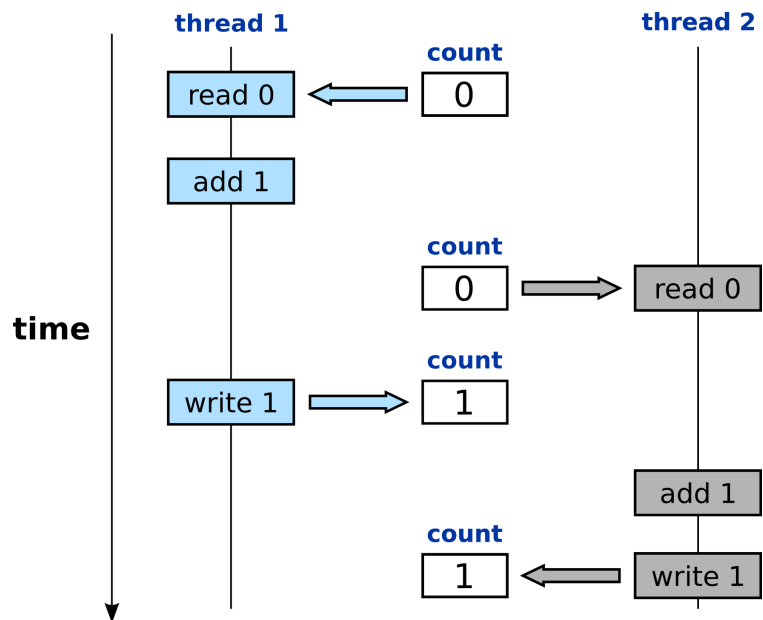 thread 1
thread 2
count
read 0
0
add 1
count
0
read 0
time
count
write 1
1
add 1
count
1
write 1